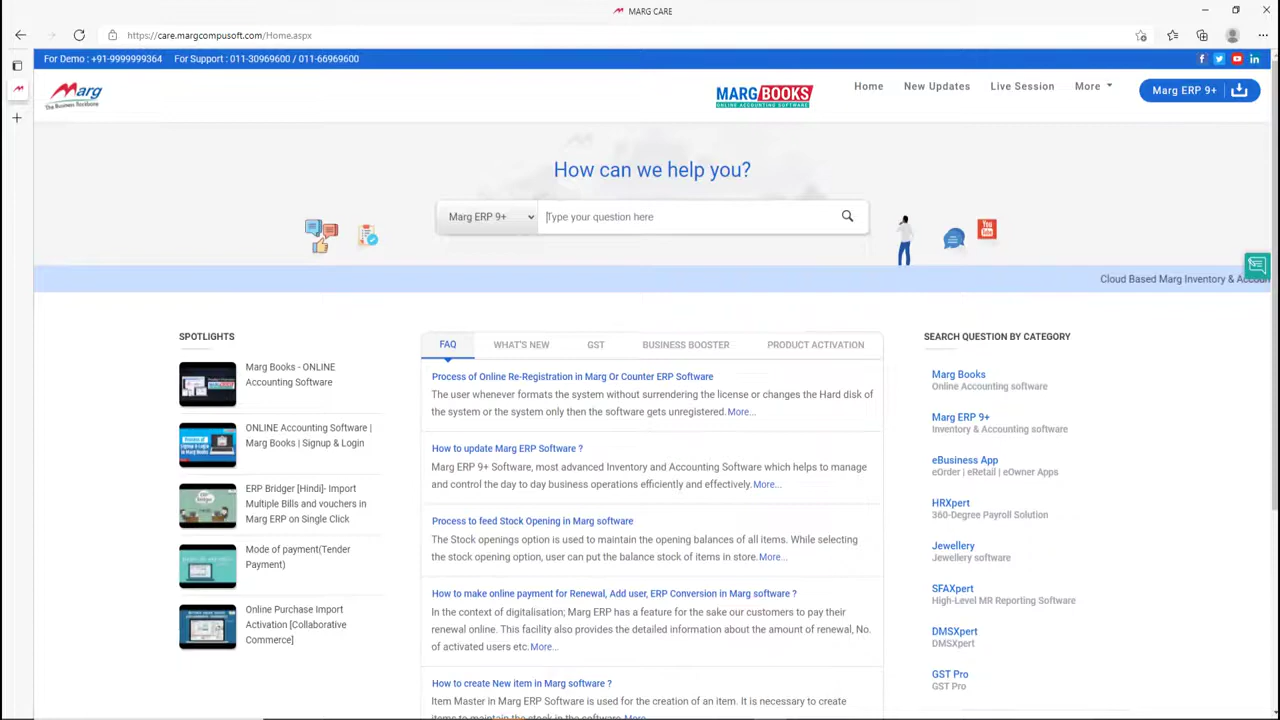 MARG CARE
https://care.margcompusoft.com/Home.aspx
For Demo : +91-9999999364 For Support : 011-30969600 / 011-66969600
Marg
The Business Backbone
MARG BOOKS
ONLINE ACCOUNTING SOFTWARE
Home New Updates Live Session More
Marg ERP 9+
How can we help you?
Marg ERP 9+ Type your question here
You
Cloud Based Marg Inventory &
SPOTLIGHTS
Marg Books - ONLINE
Accounting Software
ONLINE Accounting Software |
Marg Books | Signup & Login
ERP Bridger [Hindi]- Import
Multiple Bills and vouchers in
Marg ERP on Single Click
Mode of payment(Tender
Payment)
Online Purchase Import
Activation [Collaborative
Commerce]
FAQ WHAT'S NEW GST BUSINESS BOOSTER PRODUCT ACTIVATION
Process of Online Re-Registration in Marg Or Counter ERP Software
The user whenever formats the system without surrendering the license or changes the Hard disk of
the system or the system only then the software gets unregistered.More...
How to update Marg ERP Software ?
Marg ERP 9+ Software, most advanced Inventory and Accounting Software which helps to manage
and control the day to day business operations efficiently and effectively.More...
Process to feed Stock Opening in Marg software
The Stock openings option is used to maintain the opening balances of all items. While selecting
the stock opening option, user can put the balance stock of items in store.More...
How to make online payment for Renewal, Add user, ERP Conversion in Marg software ?
In the context of digitalisation; Marg ERP has a feature for the sake our customers to pay their
renewal online. This facility also provides the detailed information about the amount of renewal, No.
of activated users etc.More...
How to create New item in Marg software ?
Item Master in Marg ERP Software is used for the creation of an item. It is necessary to create
items to maintain the stock in the software.More...
SEARCH QUESTION BY CATEGORY
Marg Books
Online Accounting software
Marg ERP 9+
Inventory & Accounting software
eBusiness App
eOrder | eRetail | eOwner Apps
HRXpert
360-Degree Payroll Solution
Jewellery
Jewellery software
SFAXpert
High-Level MR Reporting Software
DMSXpert
DMSXpert
GST Pro
GST Pro